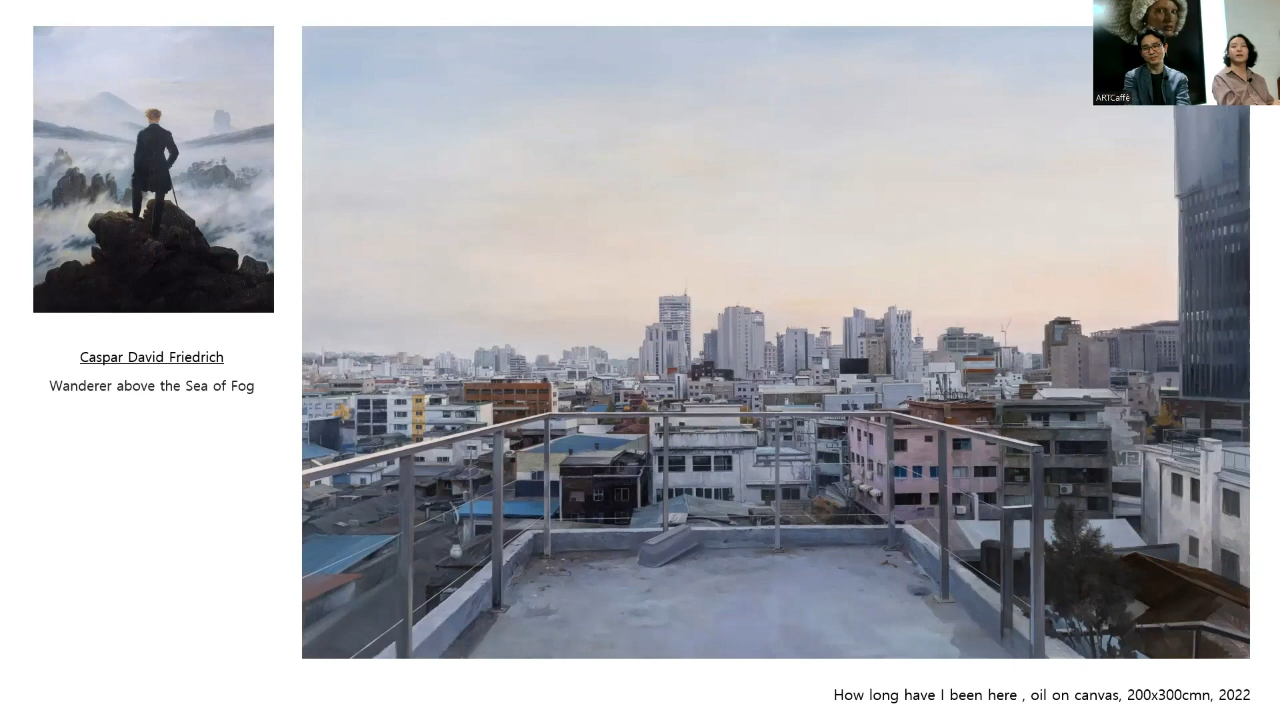 ARTCaffè
Caspar David Friedrich
Wanderer above the Sea of Fog
How long have I been here , oil on canvas, 200x300cmn, 2022